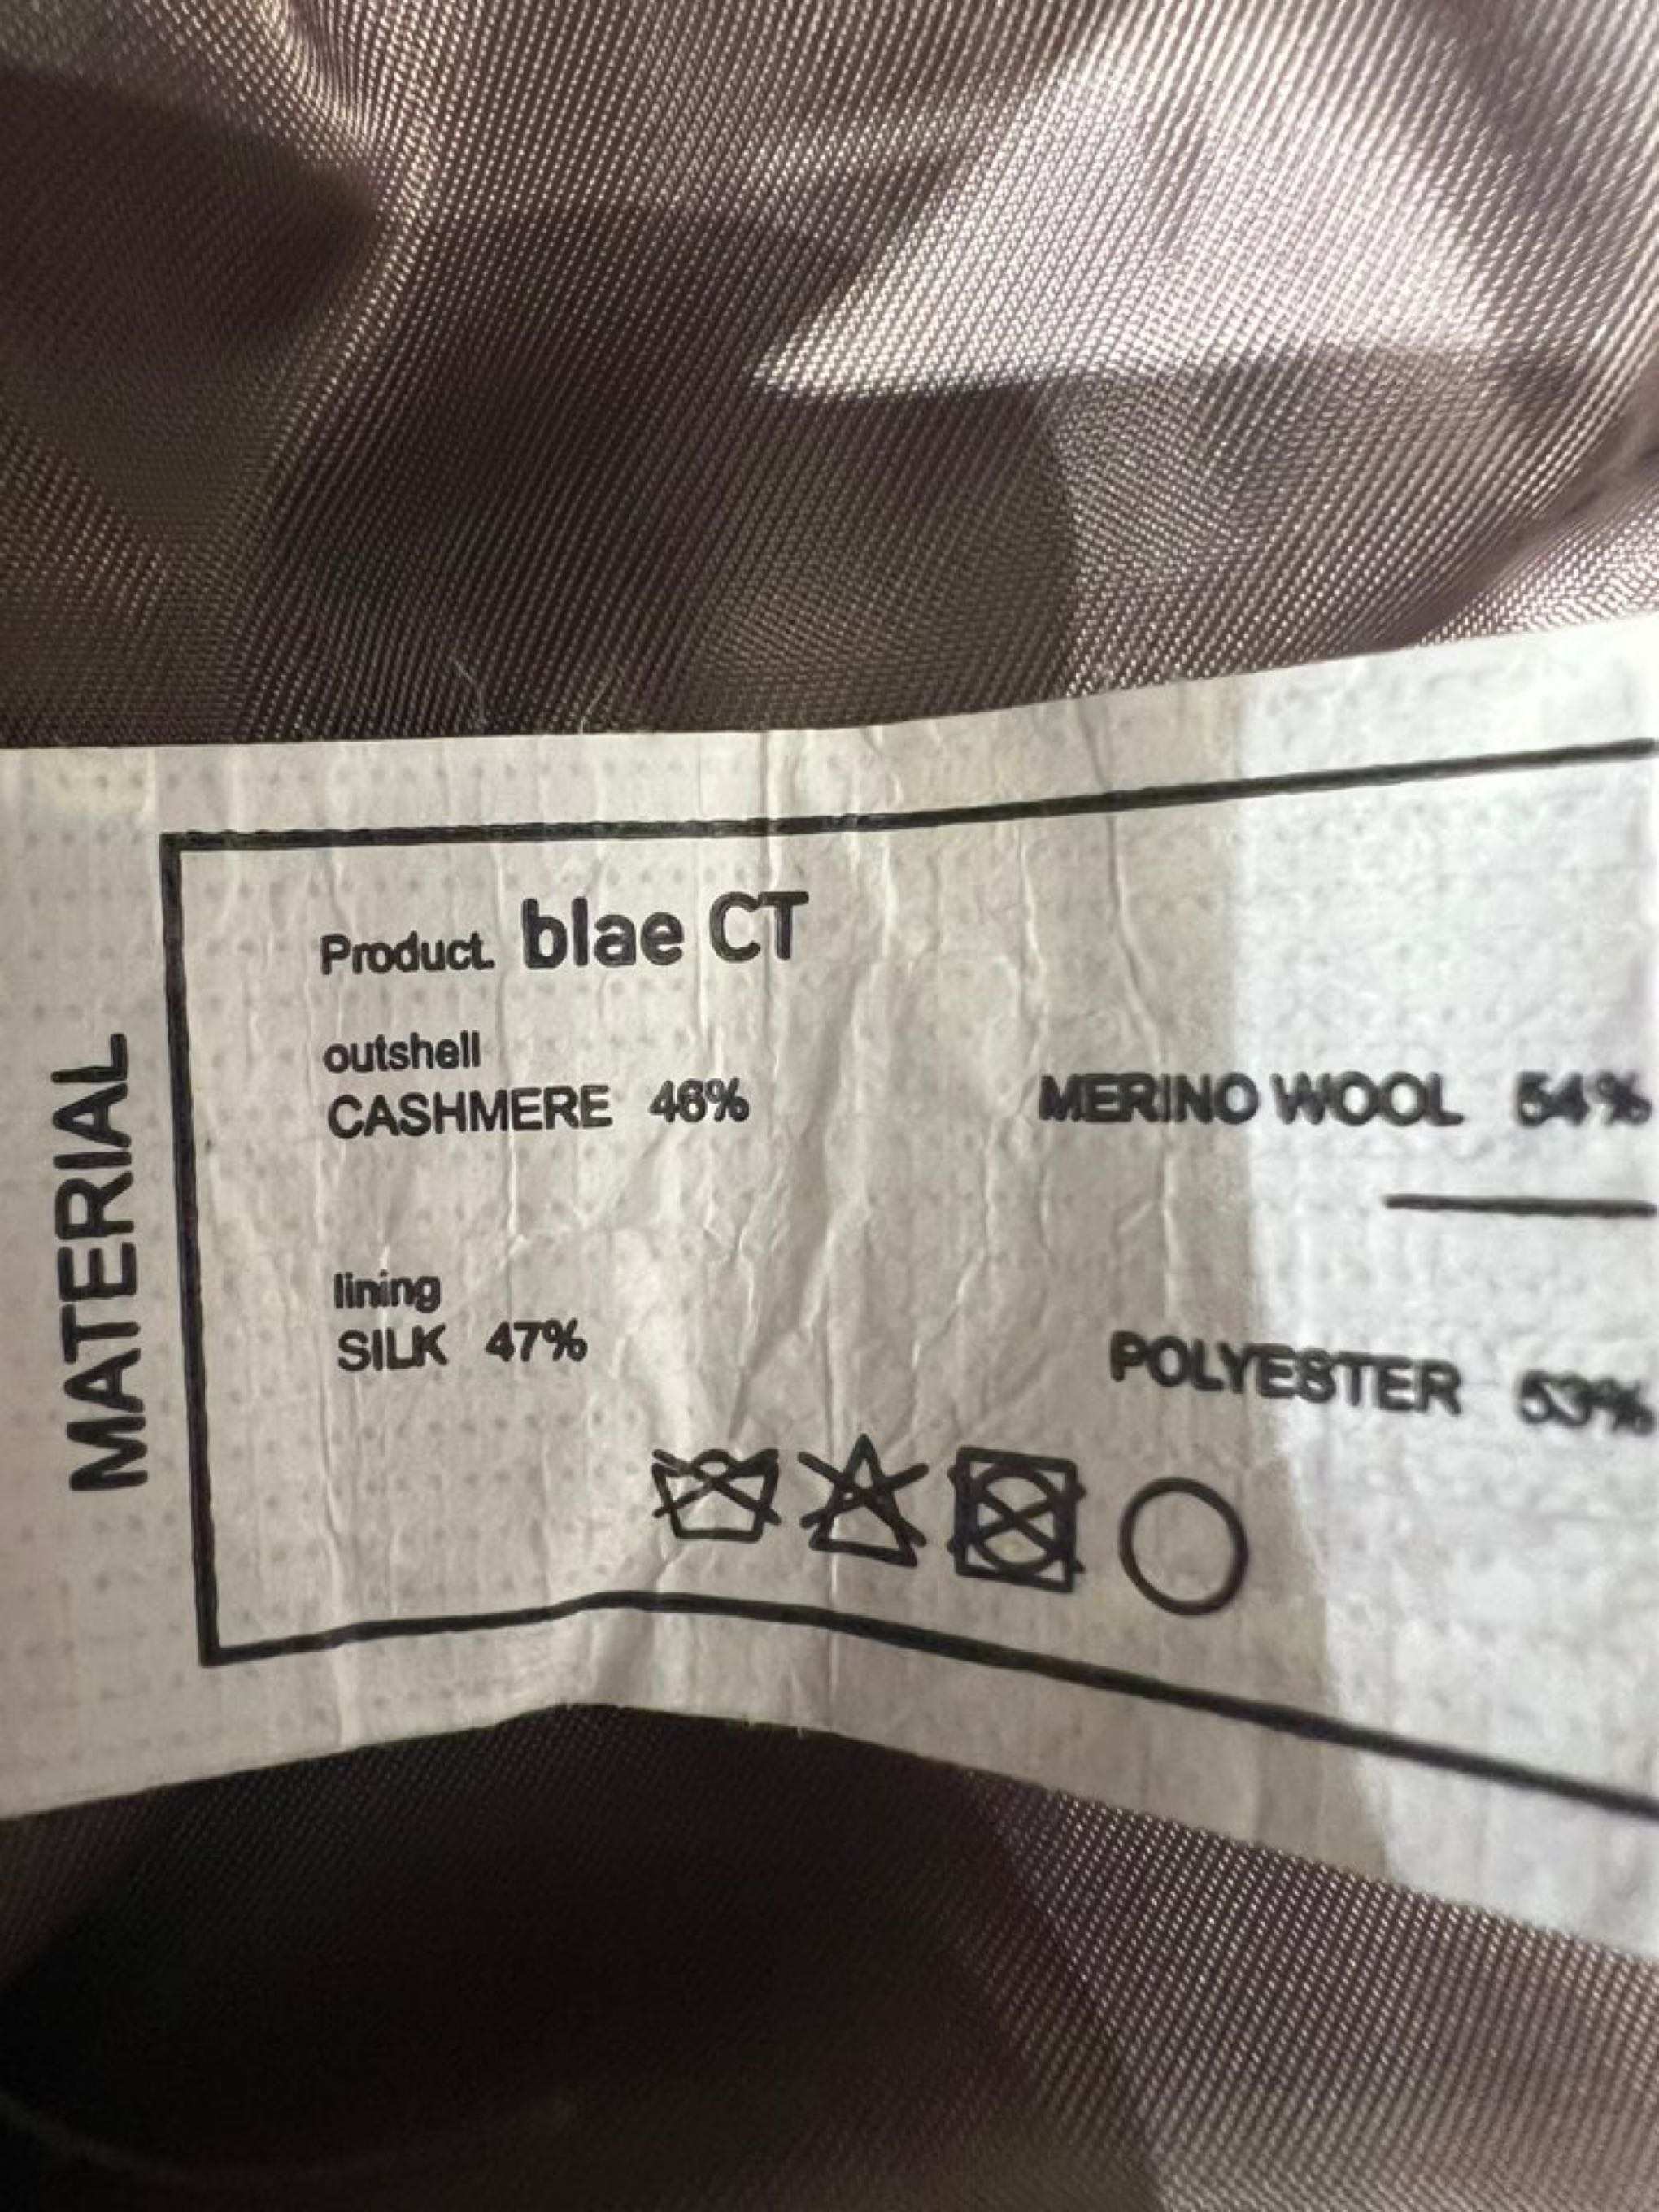 MATERIAL
Product. blae CT
outshell
CASHMERE 46% MERINO WOOL 54%
lining
SILK 47% POLYESTER 53%